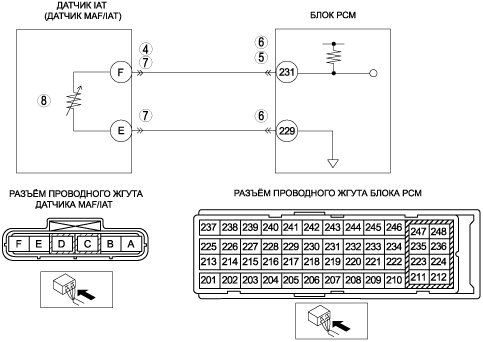 ДАТЧИК IAT
(ДАТЧИК MAF/IAT)
БЛОК PCM
4
7
6
5
F
231
8
7
6
E
229
РАЗЪЁМ ПРОВОДНОГО ЖГУТА
ДАТЧИКА MAF/IAT
РАЗЪЁМ ПРОВОДНОГО ЖГУТА БЛОКА PCM
F E D C B A
237 238 239 240 241 242 243 244 245 246 247 248
225 226 227 228 229 230 231 232 233 234 235 236
213 214 215 216 217 218 219 220 221 222 223 224
201 202 203 204 205 206 207 208 209 210 211 212